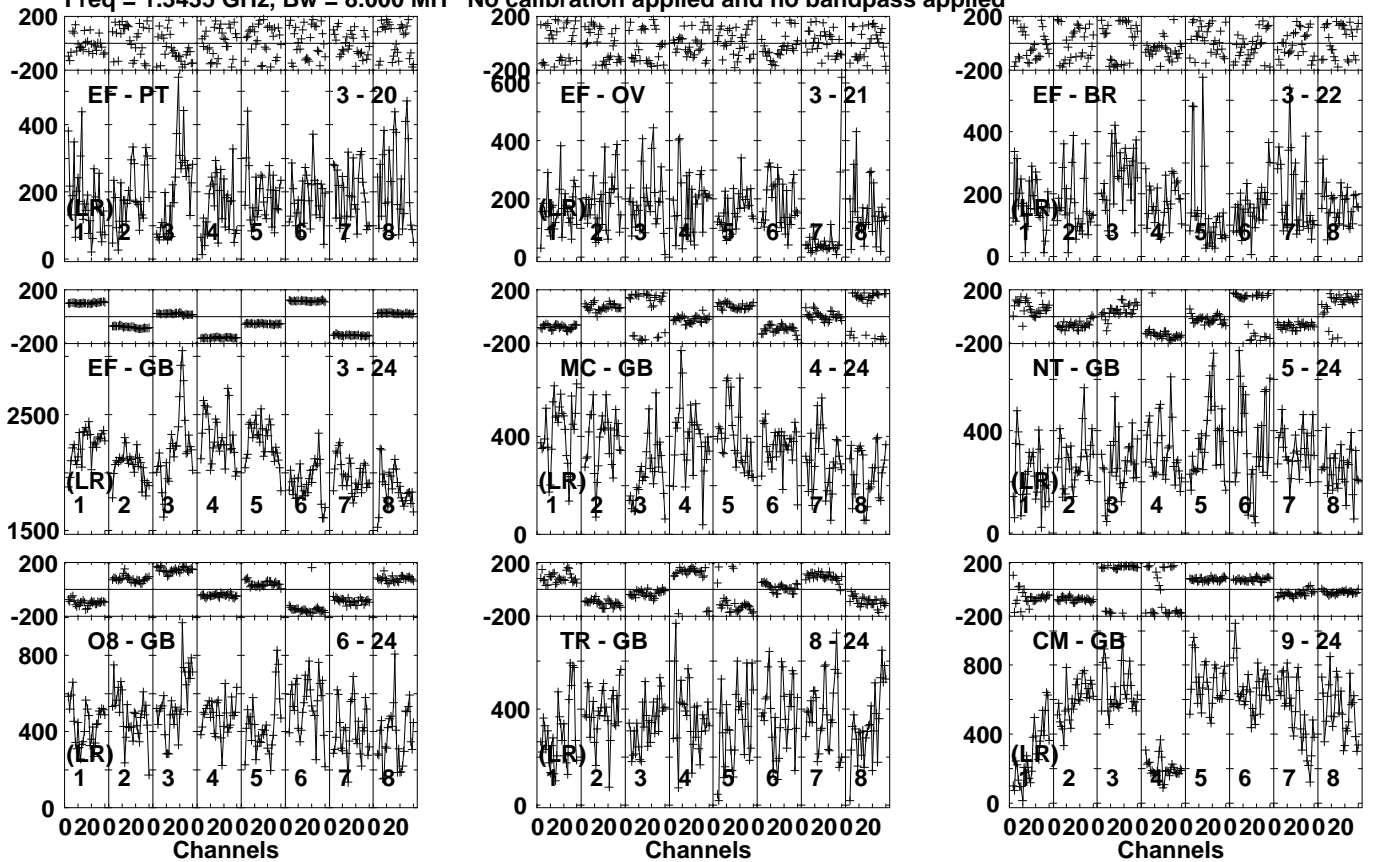 Freq = 1.3435 GHz, Bw = 8.000 MH No calibration applied and no bandpass applied
200 200 200
-200 -200 -200
EF - PT 3 - 20 600 EF - OV 3 - 21 EF - BR 3 - 22
400 400 400
200 200 200
(LR) (LR) (LR)
1 2 3 4 5 6 7 8 1 2 3 4 5 6 7 8 1 2 3 4 5 6 7 8
0 0 0
200 200 200
-200 -200 -200
EF - GB 3 - 24 MC - GB 4 - 24 NT - GB 5 - 24
2500 400 400
(LR) (LR) (LR)
1 2 3 4 5 6 7 8 1 2 3 4 5 6 7 8 1 2 3 4 5 6 7 8
1500 0 0
200 200 200
-200 -200 -200
O8 - GB 6 - 24 TR - GB 8 - 24 CM - GB 9 - 24
800 400 800
400 400
(LR) (LR) (LR)
1 2 3 4 5 6 7 8 1 2 3 4 5 6 7 8 1 2 3 4 5 6 7 8
0 0 0
0 20 0 20 0 20 0 20 0 20 0 20 0 20 0 20 0 20 0 20 0 20 0 20 0 20 0 20 0 20 0 20 0 20 0 20 0 20 0 20 0 20 0 20 0 20 0 20
Channels Channels Channels